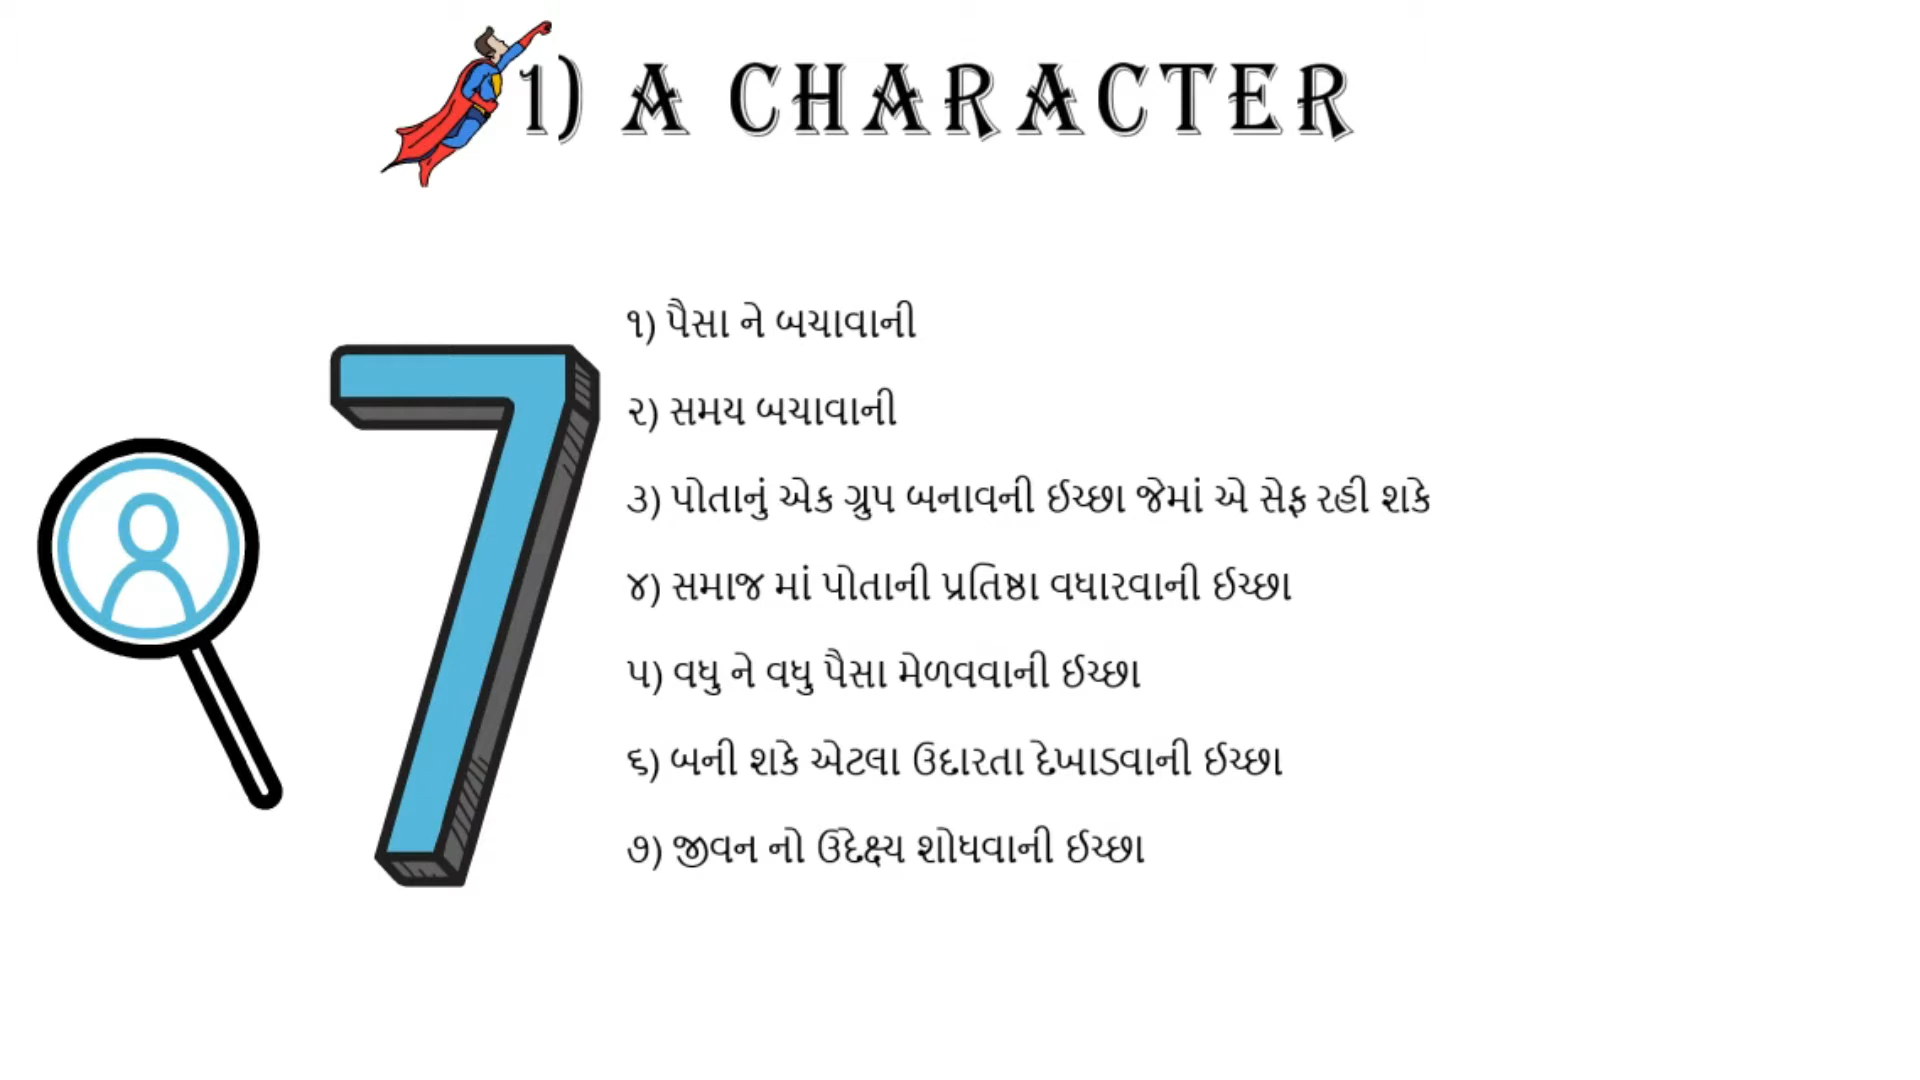 1) A CHARACTER
7
૧) પૈસા ને બચાવાની
૨) સમય બચાવાની
૩) પોતાનું એક ગ્રુપ બનાવની ઈચ્છા જેમાં એ સેફ રહી શકે
૪) સમાજ માં પોતાની પ્રતિષ્ઠા વધારવાની ઈચ્છા
૫) વધુ ને વધુ પૈસા મેળવવાની ઈચ્છા
૬) બની શકે એટલા ઉદારતા દેખાડવાની ઈચ્છા
૭) જીવન નો ઉદેક્ષ્ય શોધવાની ઈચ્છા